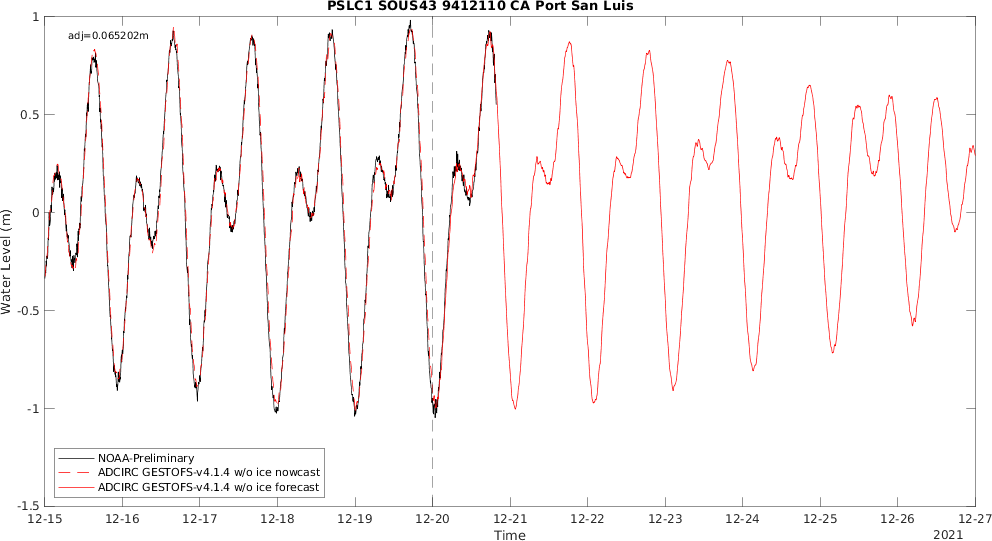 PSLC1 SOUS43 9412110 CA Port San Luis
adj=0.065202m
1
0.5
0
-0.5
-1
-1.5
Water Level (m)
NOAA-Preliminary
ADCIRC GESTOFS-v4.1.4 w/o ice nowcast
ADCIRC GESTOFS-v4.1.4 w/o ice forecast
12-15 12-16 12-17 12-18 12-19 12-20 12-21 12-22 12-23 12-24 12-25 12-26 12-27
Time
2021